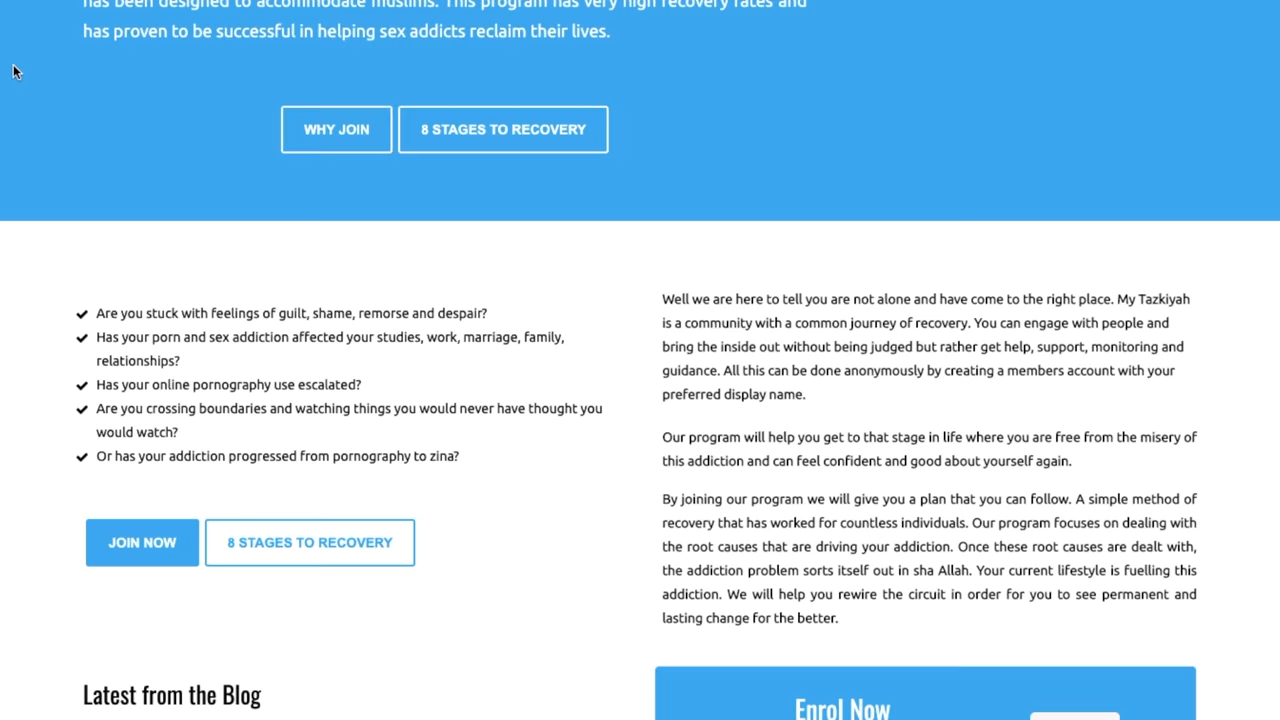 has been designed to accommodate muslims. This program has very high recovery rates and
has proven to be successful in helping sex addicts reclaim their lives.
WHY JOIN
8 STAGES TO RECOVERY
Are you stuck with feelings of guilt, shame, remorse and despair?
Has your porn and sex addiction affected your studies, work, marriage, family,
relationships?
Has your online pornography use escalated?
Are you crossing boundaries and watching things you would never have thought you
would watch?
Or has your addiction progressed from pornography to zina?
JOIN NOW
8 STAGES TO RECOVERY
Well we are here to tell you are not alone and have come to the right place. My Tazkiyah
is a community with a common journey of recovery. You can engage with people and
bring the inside out without being judged but rather get help, support, monitoring and
guidance. All this can be done anonymously by creating a members account with your
preferred display name.
Our program will help you get to that stage in life where you are free from the misery of
this addiction and can feel confident and good about yourself again.
By joining our program we will give you a plan that you can follow. A simple method of
recovery that has worked for countless individuals. Our program focuses on dealing with
the root causes that are driving your addiction. Once these root causes are dealt with,
the addiction problem sorts itself out in sha Allah. Your current lifestyle is fuelling this
addiction. We will help you rewire the circuit in order for you to see permanent and
lasting change for the better.
Latest from the Blog
Enrol Now